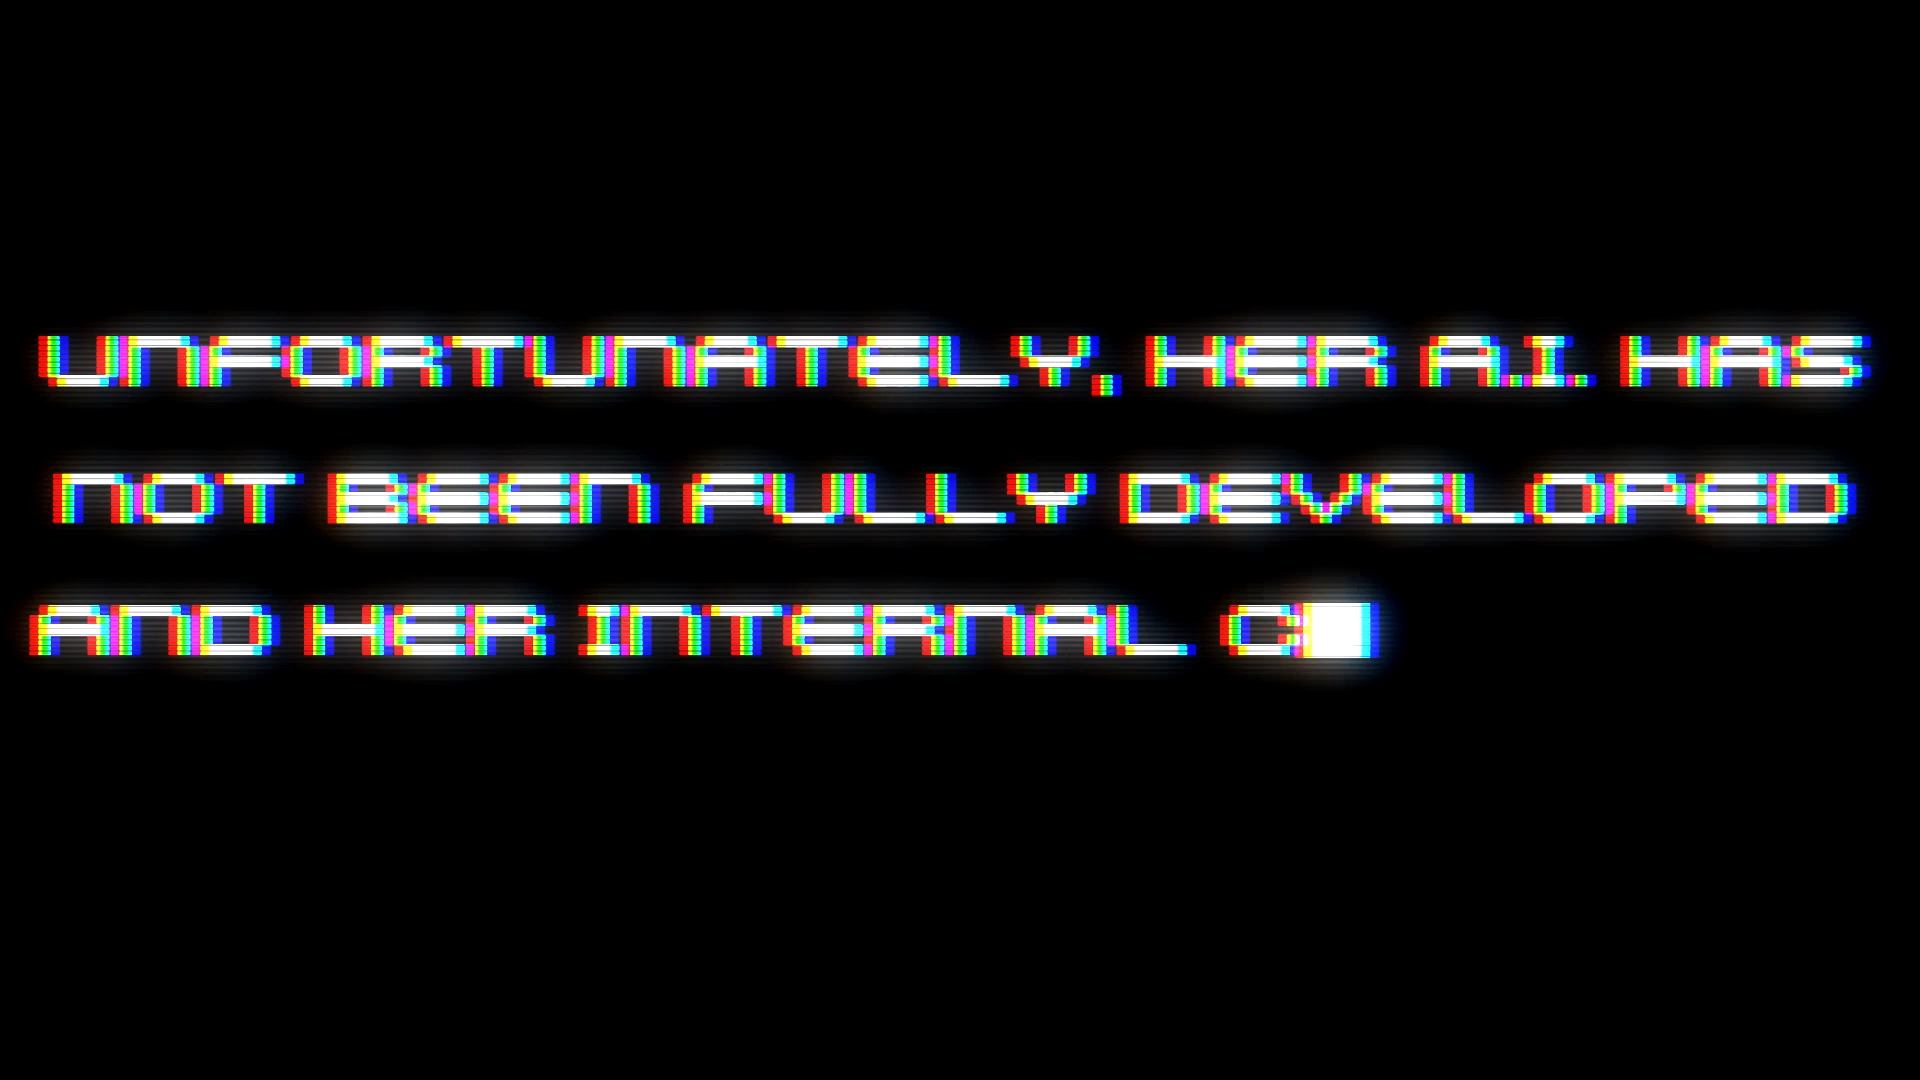 UNFORTUNATELY, HER A.I. HAS
NOT BEEN FULLY DEVELOPED
AND HER INTERNAL C